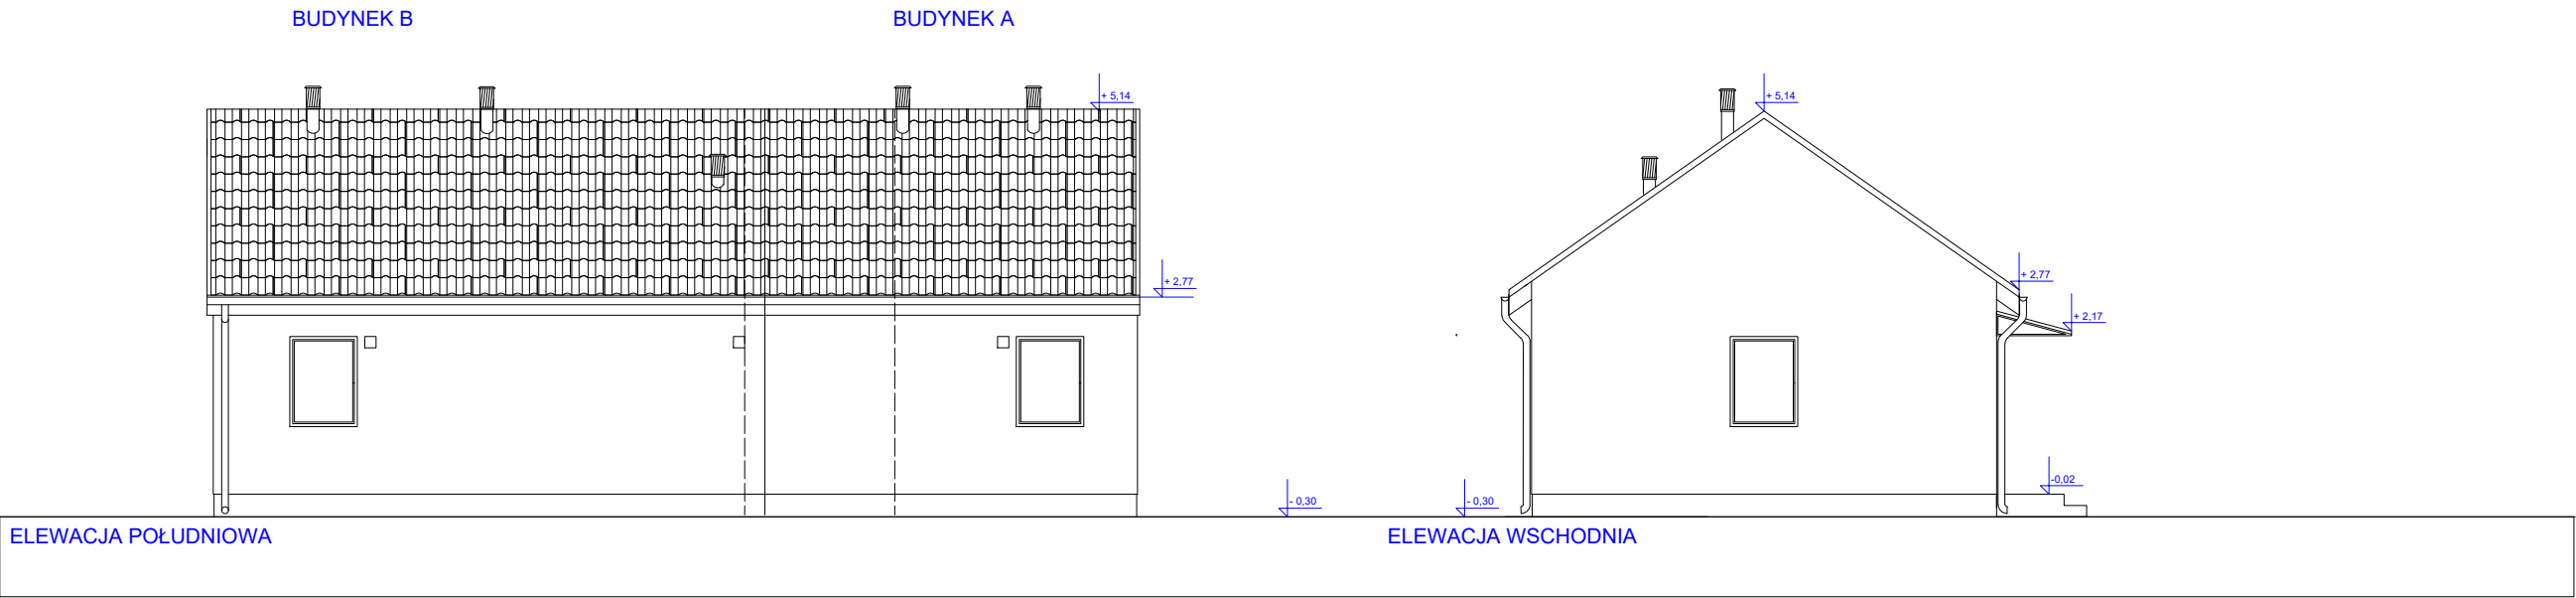 BUDYNEK B
BUDYNEK A
+ 5,14
+ 5,14
+ 2,77
+ 2,77
+ 2,17
- 0,30
- 0,30
-0,02
ELEWACJA POŁUDNIOWA
ELEWACJA WSCHODNIA